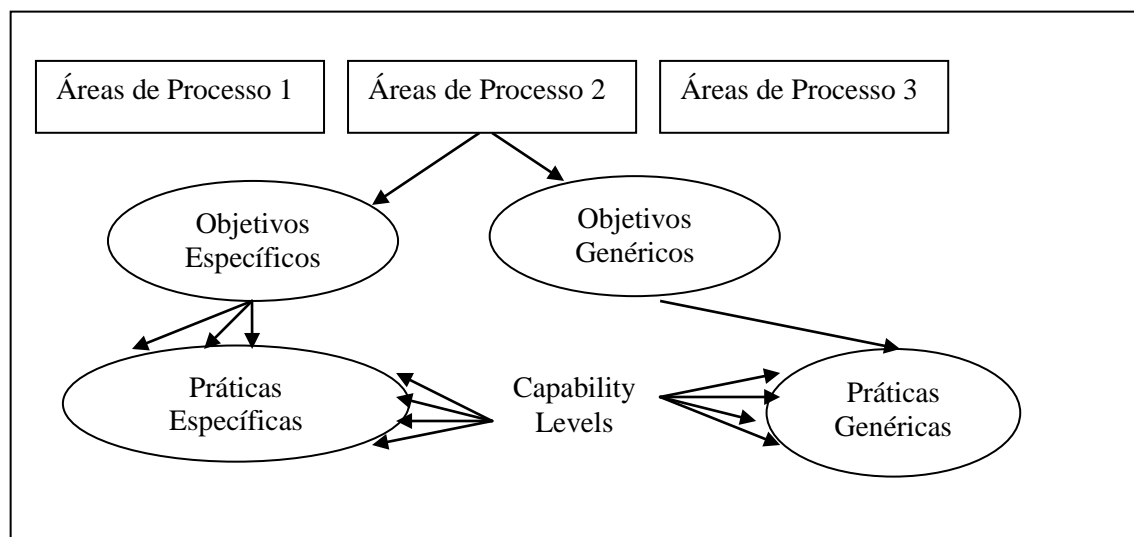 Áreas de Processo 1
Áreas de Processo 2
Áreas de Processo 3
Objetivos
Específicos
Objetivos
Genéricos
Práticas
Específicas
Capability
Levels
Práticas
Genéricas